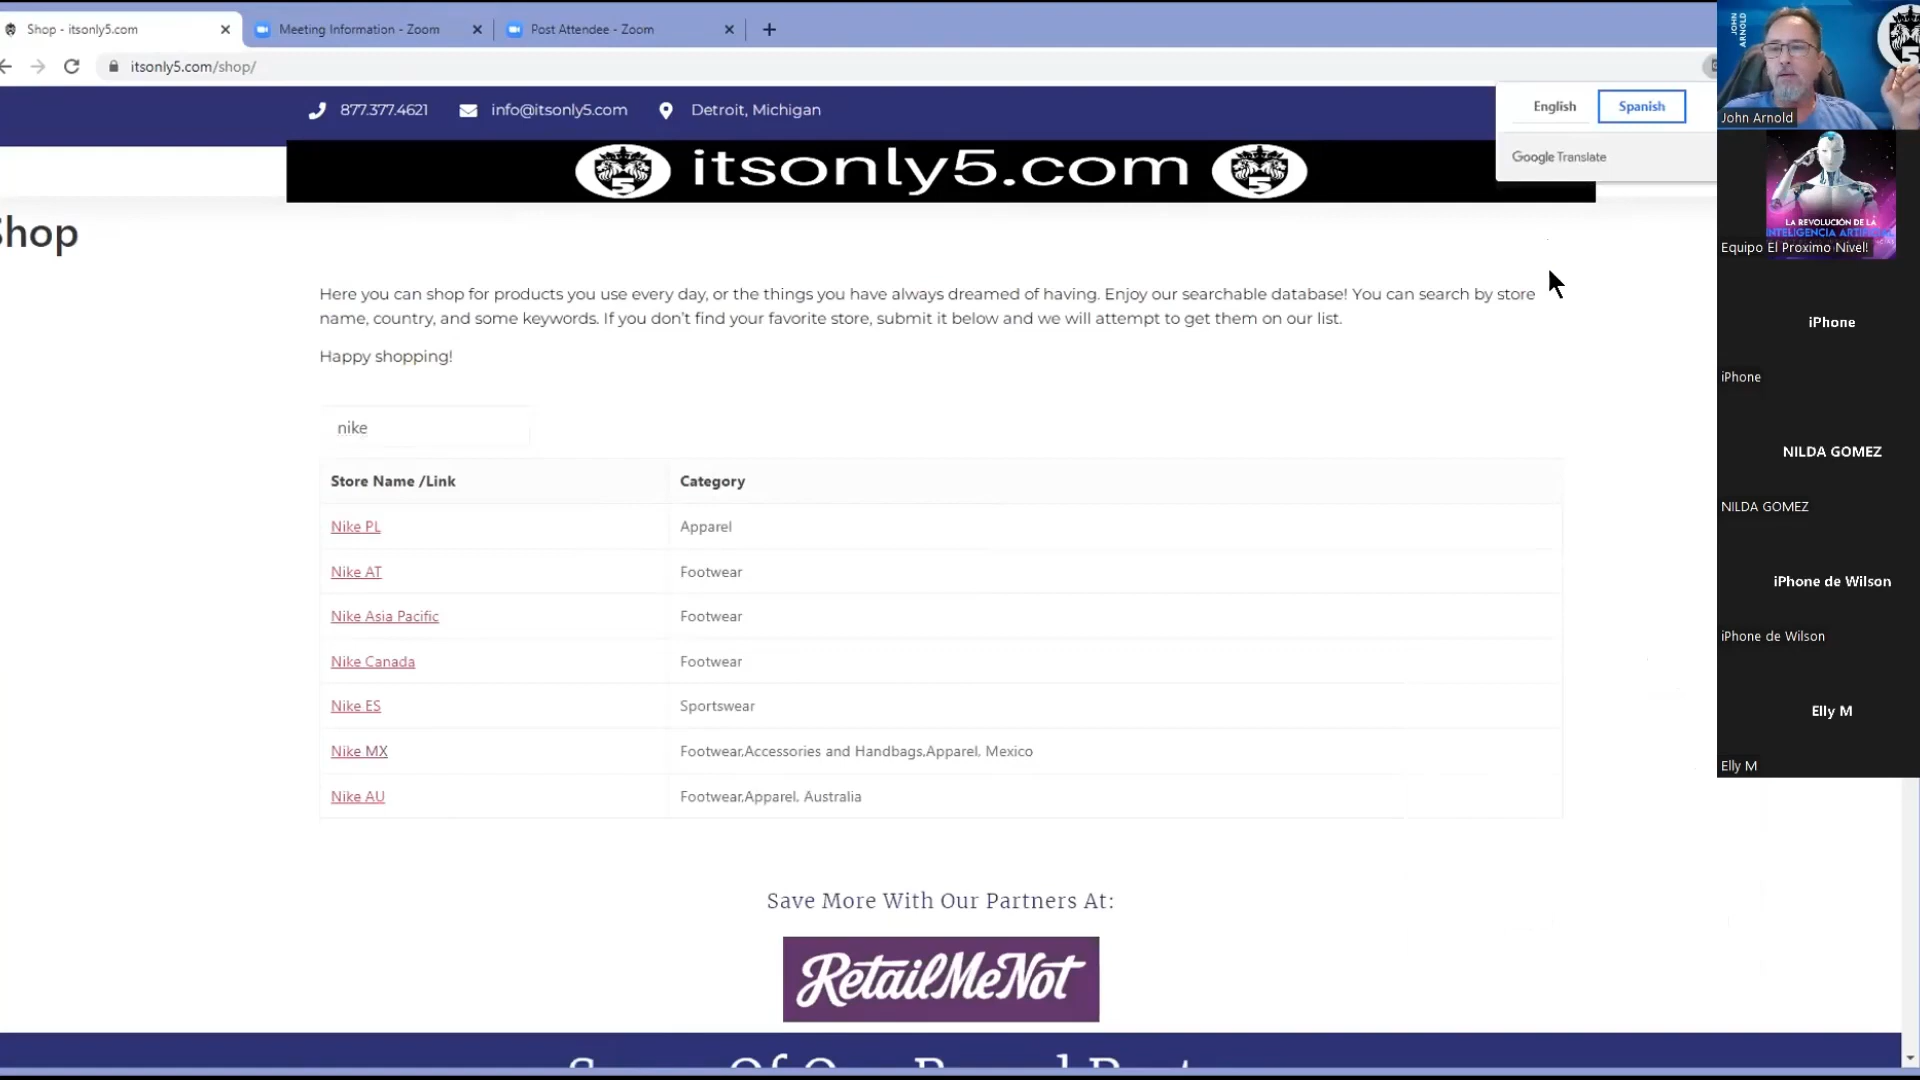 Shop - itsonly5.com
Meeting Information - Zoom
Post Attendee - Zoom
itsonly5.com/shop/
877.377.4621
info@itsonly5.com
Detroit, Michigan
English
Spanish
Google Translate
5 itsonly5.com 5
Shop
Here you can shop for products you use every day, or the things you have always dreamed of having. Enjoy our searchable database! You can search by store
name, country, and some keywords. If you don't find your favorite store, submit it below and we will attempt to get them on our list.
Happy shopping!
nike
Store Name /Link Category
Nike PL Apparel
Nike AT Footwear
Nike Asia Pacific Footwear
Nike Canada Footwear
Nike ES Sportswear
Nike MX Footwear,Accessories and Handbags,Apparel, Mexico
Nike AU Footwear,Apparel, Australia
Save More With Our Partners At:
RetailMeNot
JOHN
ARNOLD
5
John Arnold
LA REVOLUCIÓN DE LA
INTELIGENCIA ARTIFICIAL
Equipo El Proximo Nivel!
iPhone
iPhone
NILDA GOMEZ
NILDA GOMEZ
iPhone de Wilson
iPhone de Wilson
Elly M
Elly M